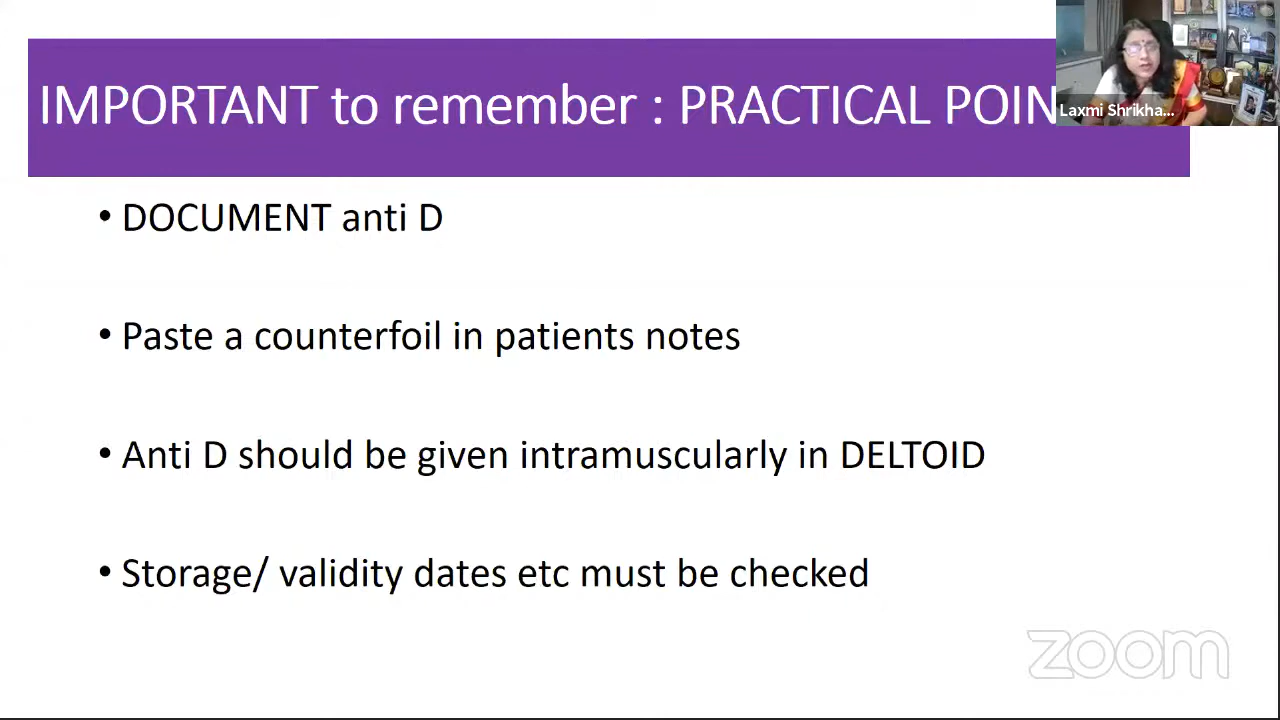 IMPORTANT to remember : PRACTICAL POIN
Laxmi Shrikha...
• DOCUMENT anti D
• Paste a counterfoil in patients notes
• Anti D should be given intramuscularly in DELTOID
• Storage/ validity dates etc must be checked
zoom